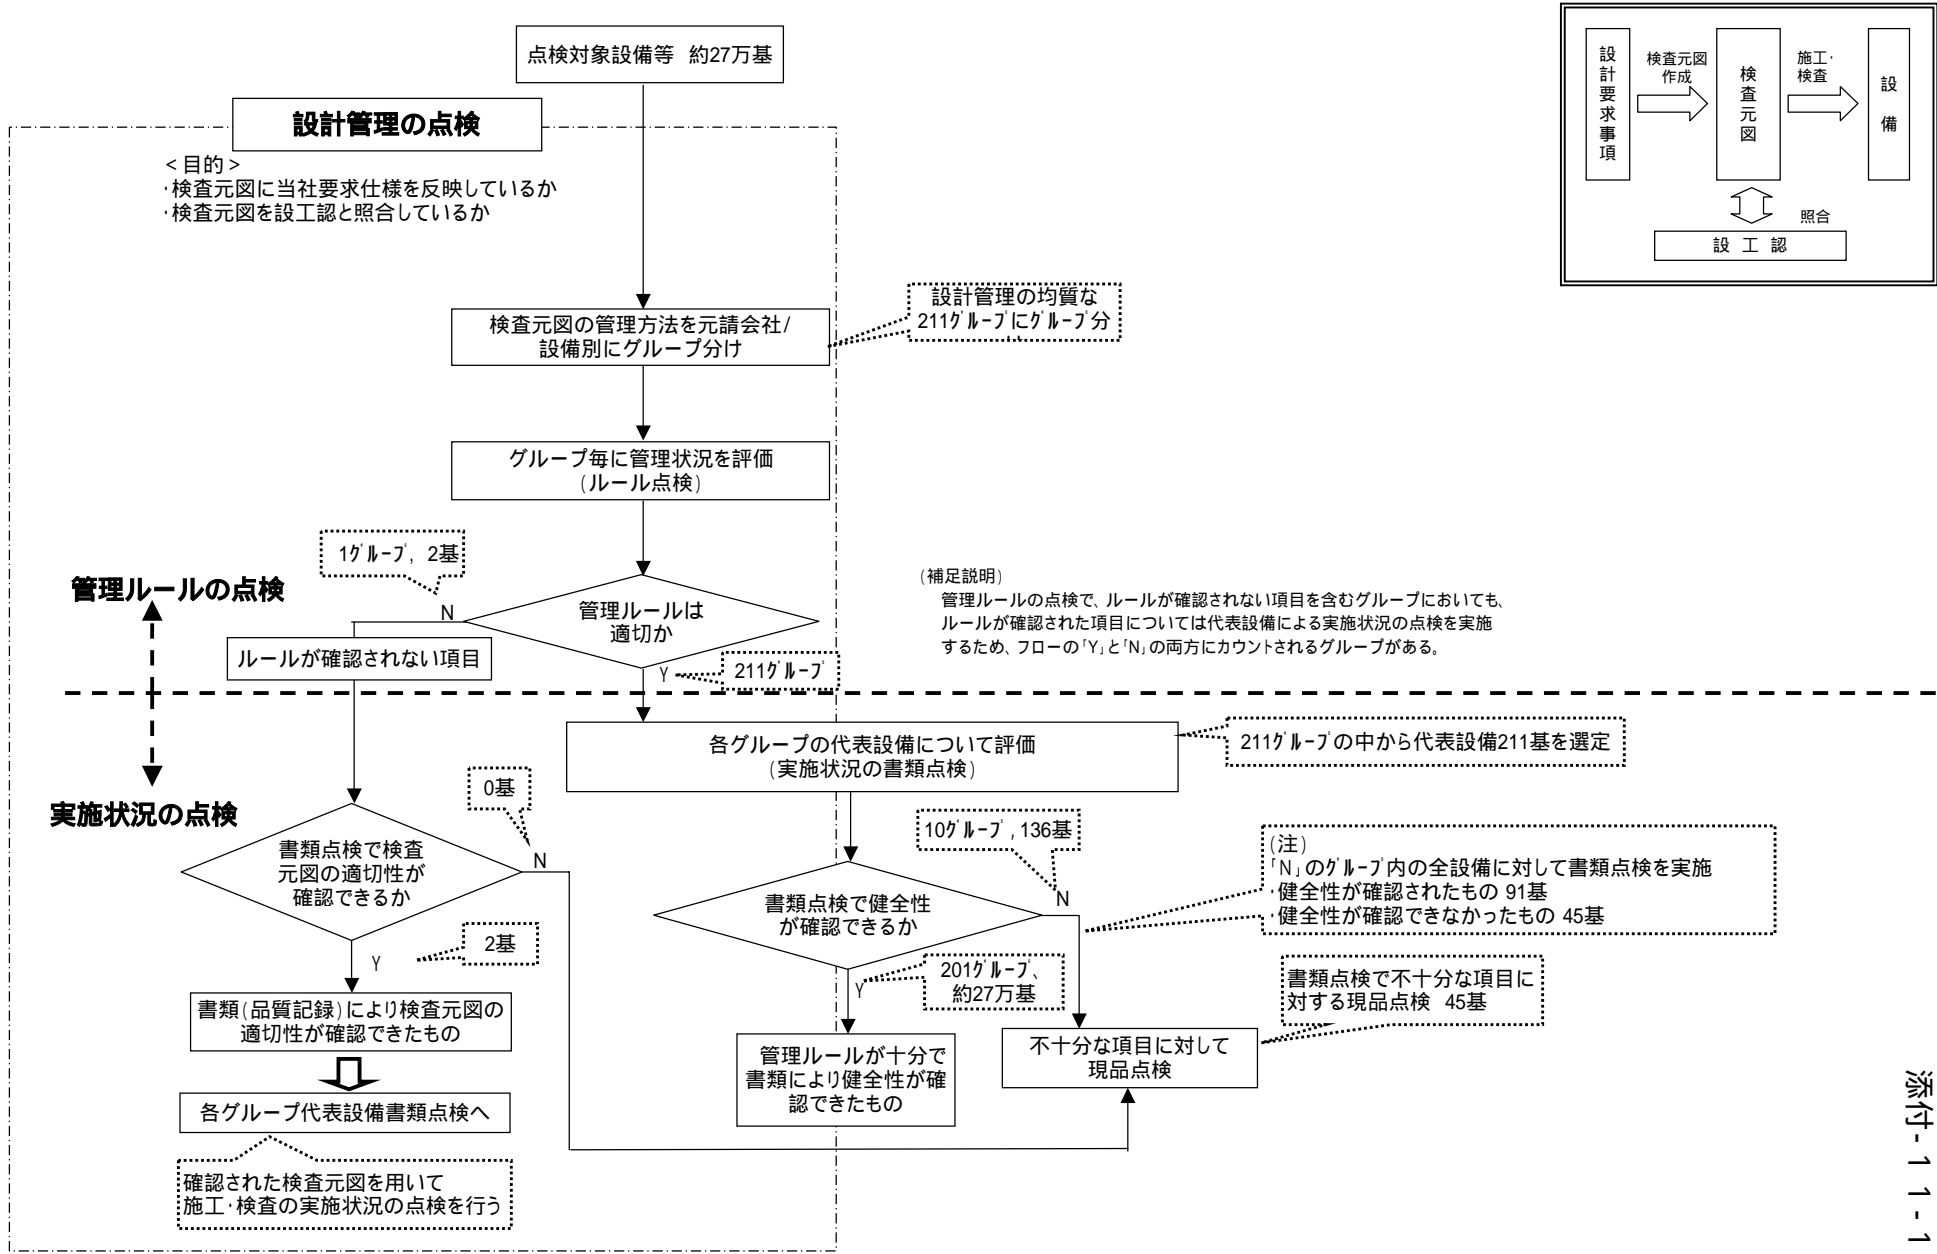 点検対象設備等 約27万基
設計管理の点検
<目的>
・検査元図に当社要求仕様を反映しているか
・検査元図を設工認と照合しているか
設計要求事項
検査元図
作成
検査元図
施工・
検査
設備
照合
設工認
設計管理の均質な
211グループにグループ分
検査元図の管理方法を元請会社/
設備別にグループ分け
グループ毎に管理状況を評価
(ルール点検)
1グループ, 2基
管理ルールの点検
N
管理ルールは
適切か
(補足説明)
管理ルールの点検で、ルールが確認されない項目を含むグループにおいても、
ルールが確認された項目については代表設備による実施状況の点検を実施
するため、フローの「Y」と「N」の両方にカウントされるグループがある。
ルールが確認されない項目
Y
211グループ
各グループの代表設備について評価
(実施状況の書類点検)
211グループの中から代表設備211基を選定
実施状況の点検
0基
10グループ, 136基
書類点検で検査
元図の適切性が
確認できるか
N
(注)
「N」のグループ内の全設備に対して書類点検を実施
・健全性が確認されたもの 91基
・健全性が確認できなかったもの 45基
書類点検で健全性
が確認できるか
N
2基
Y
201グループ、
約27万基
Y
書類点検で不十分な項目に
対する現品点検 45基
書類(品質記録)により検査元図の
適切性が確認できたもの
管理ルールが十分で
書類により健全性が確
認できたもの
不十分な項目に対して
現品点検
各グループ代表設備書類点検へ
確認された検査元図を用いて
施工・検査の実施状況の点検を行う
添付-11-1